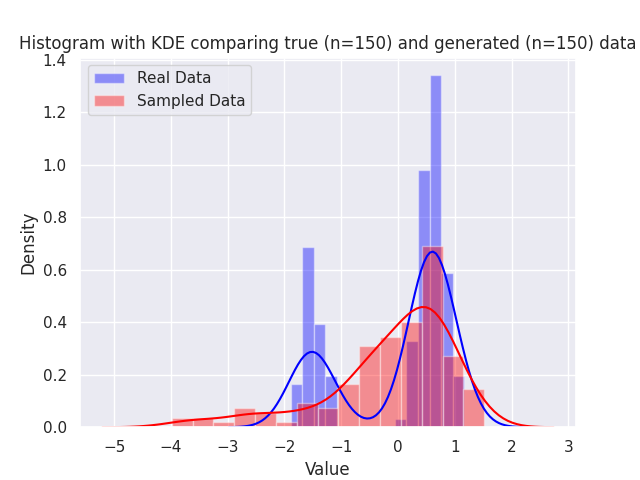 Histogram with KDE comparing true (n=150) and generated (n=150) data
Real Data
Sampled Data
Density
1.4
1.2
1.0
0.8
0.6
0.4
0.2
0.0
−5 −4 −3 −2 −1 0 1 2 3
Value